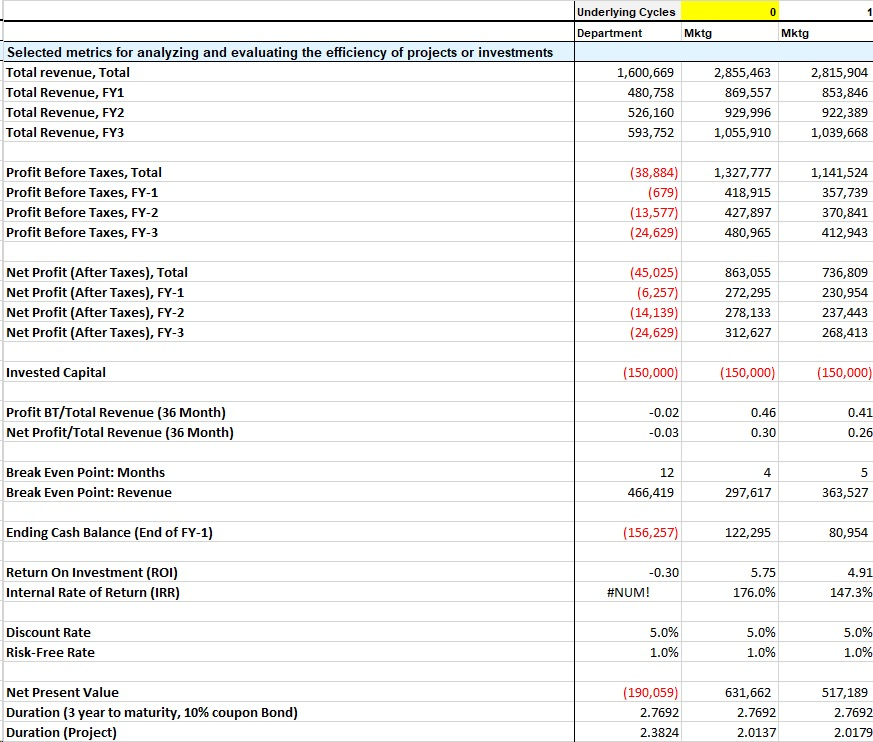 Underlying Cycles 0 1
Department Mktg Mktg
Selected metrics for analyzing and evaluating the efficiency of projects or investments
Total revenue, Total 1,600,669 2,855,463 2,815,904
Total Revenue, FY1 480,758 869,557 853,846
Total Revenue, FY2 526,160 929,996 922,389
Total Revenue, FY3 593,752 1,055,910 1,039,668
Profit Before Taxes, Total (38,884) 1,327,777 1,141,524
Profit Before Taxes, FY-1 (679) 418,915 357,739
Profit Before Taxes, FY-2 (13,577) 427,897 370,841
Profit Before Taxes, FY-3 (24,629) 480,965 412,943
Net Profit (After Taxes), Total (45,025) 863,055 736,809
Net Profit (After Taxes), FY-1 (6,257) 272,295 230,954
Net Profit (After Taxes), FY-2 (14,139) 278,133 237,443
Net Profit (After Taxes), FY-3 (24,629) 312,627 268,413
Invested Capital (150,000) (150,000) (150,000)
Profit BT/Total Revenue (36 Month) -0.02 0.46 0.41
Net Profit/Total Revenue (36 Month) -0.03 0.30 0.26
Break Even Point: Months 12 4 5
Break Even Point: Revenue 466,419 297,617 363,527
Ending Cash Balance (End of FY-1) (156,257) 122,295 80,954
Return On Investment (ROI) -0.30 5.75 4.91
Internal Rate of Return (IRR) #NUM! 176.0% 147.3%
Discount Rate 5.0% 5.0% 5.0%
Risk-Free Rate 1.0% 1.0% 1.0%
Net Present Value (190,059) 631,662 517,189
Duration (3 year to maturity, 10% coupon Bond) 2.7692 2.7692 2.7692
Duration (Project) 2.3824 2.0137 2.0179